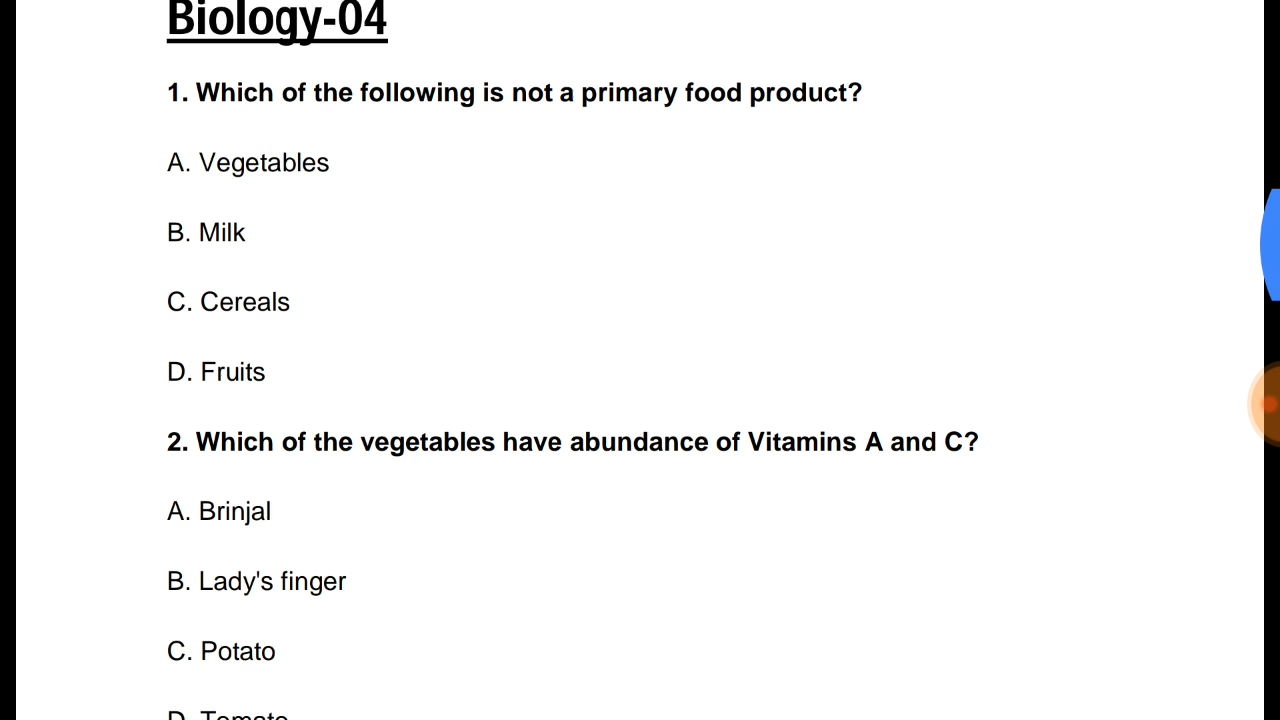 Biology-04
1. Which of the following is not a primary food product?
A. Vegetables
B. Milk
C. Cereals
D. Fruits
2. Which of the vegetables have abundance of Vitamins A and C?
A. Brinjal
B. Lady's finger
C. Potato
D. Tomato